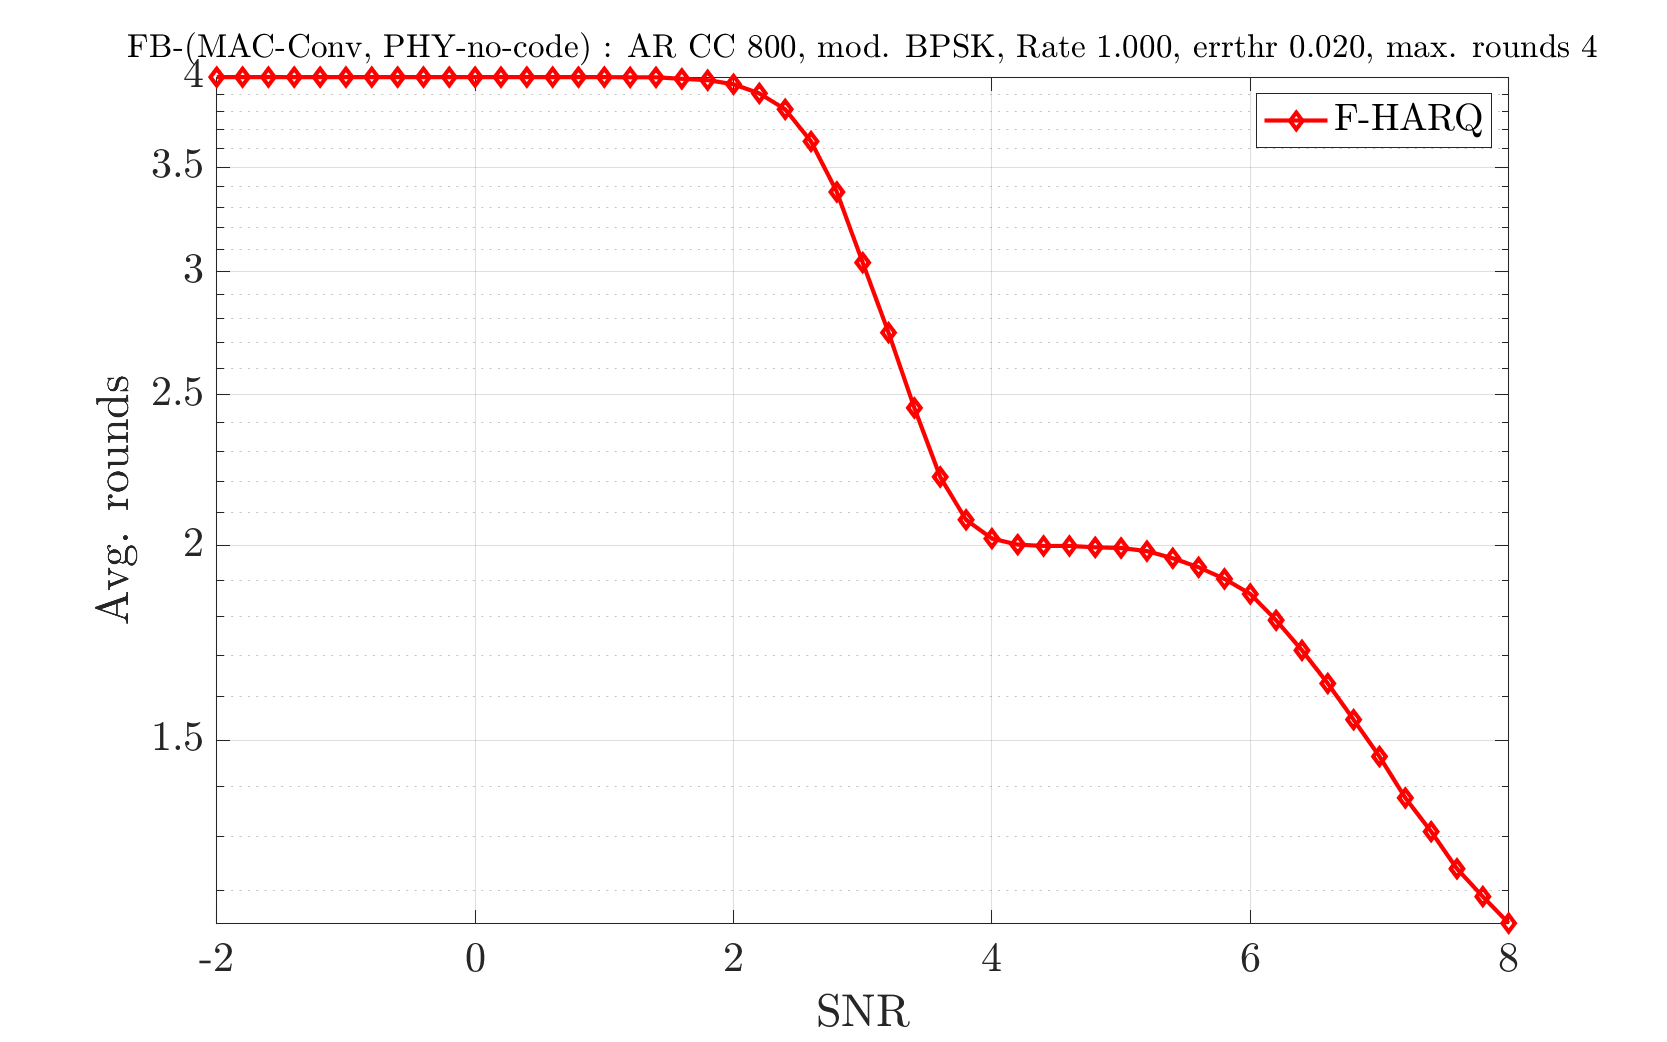 FB-(MAC-Conv, PHY-no-code) : AR CC 800, mod. BPSK, Rate 1.000, errthr 0.020, max. rounds 4
F-HARQ
4
3.5
3
2.5
2
1.5
Avg. rounds
-2 0 2 4 6 8
SNR